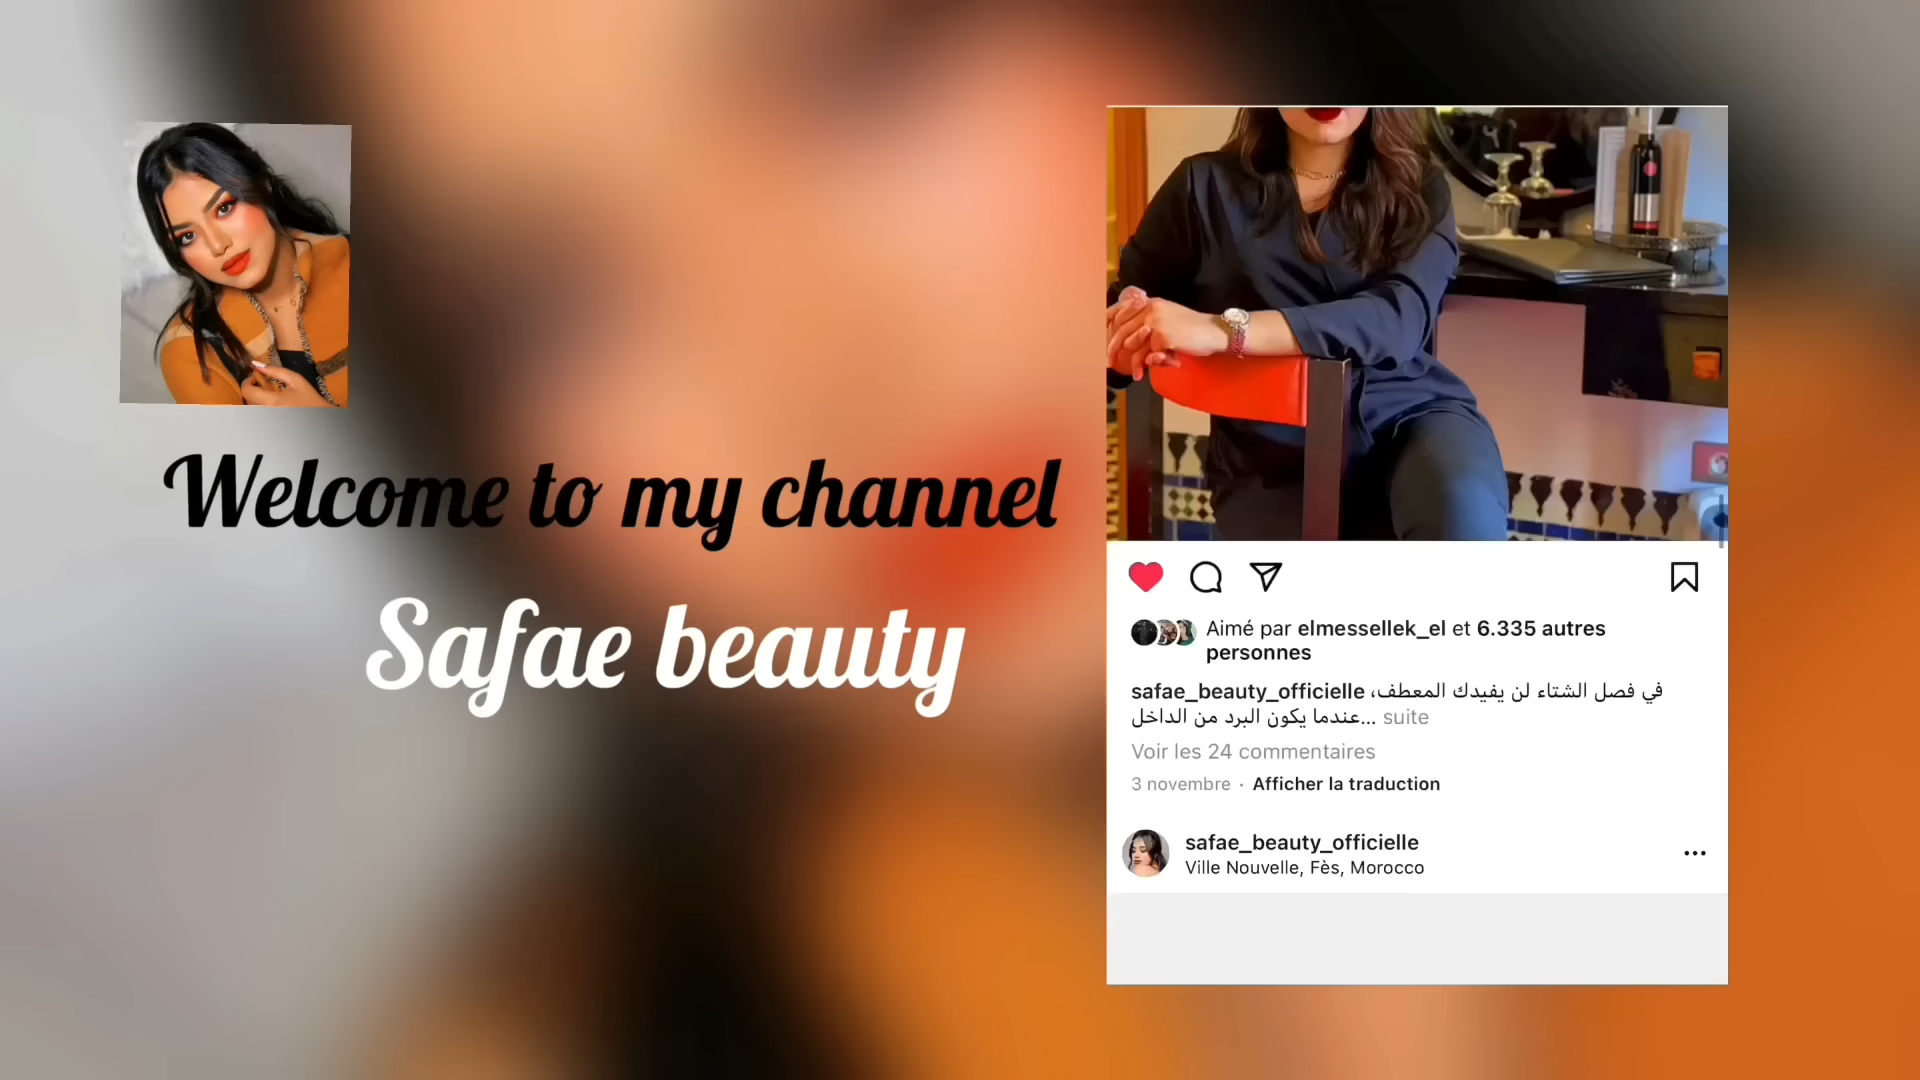 Welcome to my channel
Safae beauty
Aimé par elmessellek_el et 6.335 autres
personnes
safae_beauty_officielle في فصل الشتاء لن يفيدك المعطف،
عندما يكون البرد من الداخل... suite
Voir les 24 commentaires
3 novembre · Afficher la traduction
safae_beauty_officielle
Ville Nouvelle, Fès, Morocco